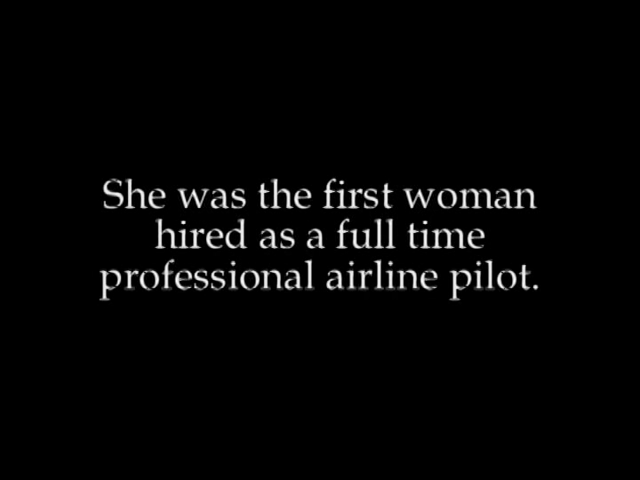 She was the first woman
hired as a full time
professional airline pilot.